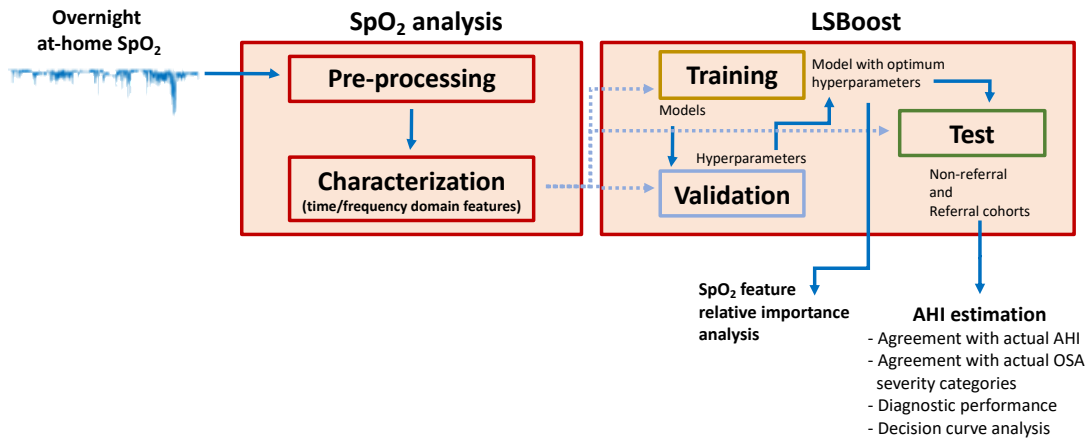 Overnight
at-home SpO₂
SpO₂ analysis
Pre-processing
Characterization
(time/frequency domain features)
LSBoost
Training
Models
Hyperparameters
Validation
Model with optimum
hyperparameters
Test
Non-referral
and
Referral cohorts
SpO₂ feature
relative importance
analysis
AHI estimation
- Agreement with actual AHI
- Agreement with actual OSA
severity categories
- Diagnostic performance
- Decision curve analysis